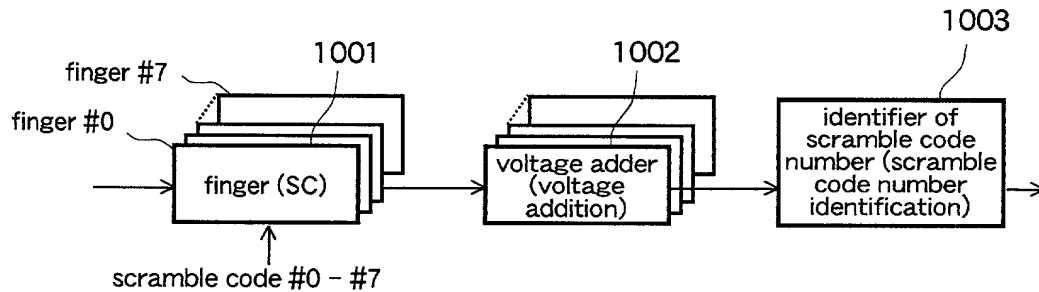 1001
1002
1003
finger #7
finger #0
finger (SC)
voltage adder
(voltage
addition)
identifier of
scramble code
number (scramble
code number
identification)
scramble code #0 - #7